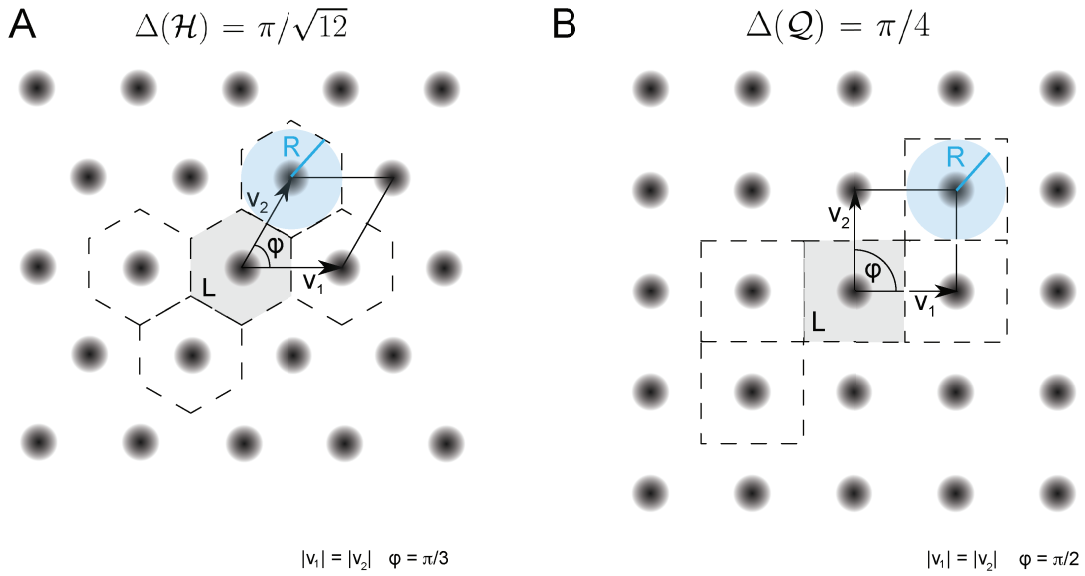 A
Δ(ℋ) = π/√12
B
Δ(𝒬) = π/4
R
v₂
φ
v₁
L
|v₁| = |v₂| φ = π/3
R
v₂
φ
v₁
L
|v₁| = |v₂| φ = π/2